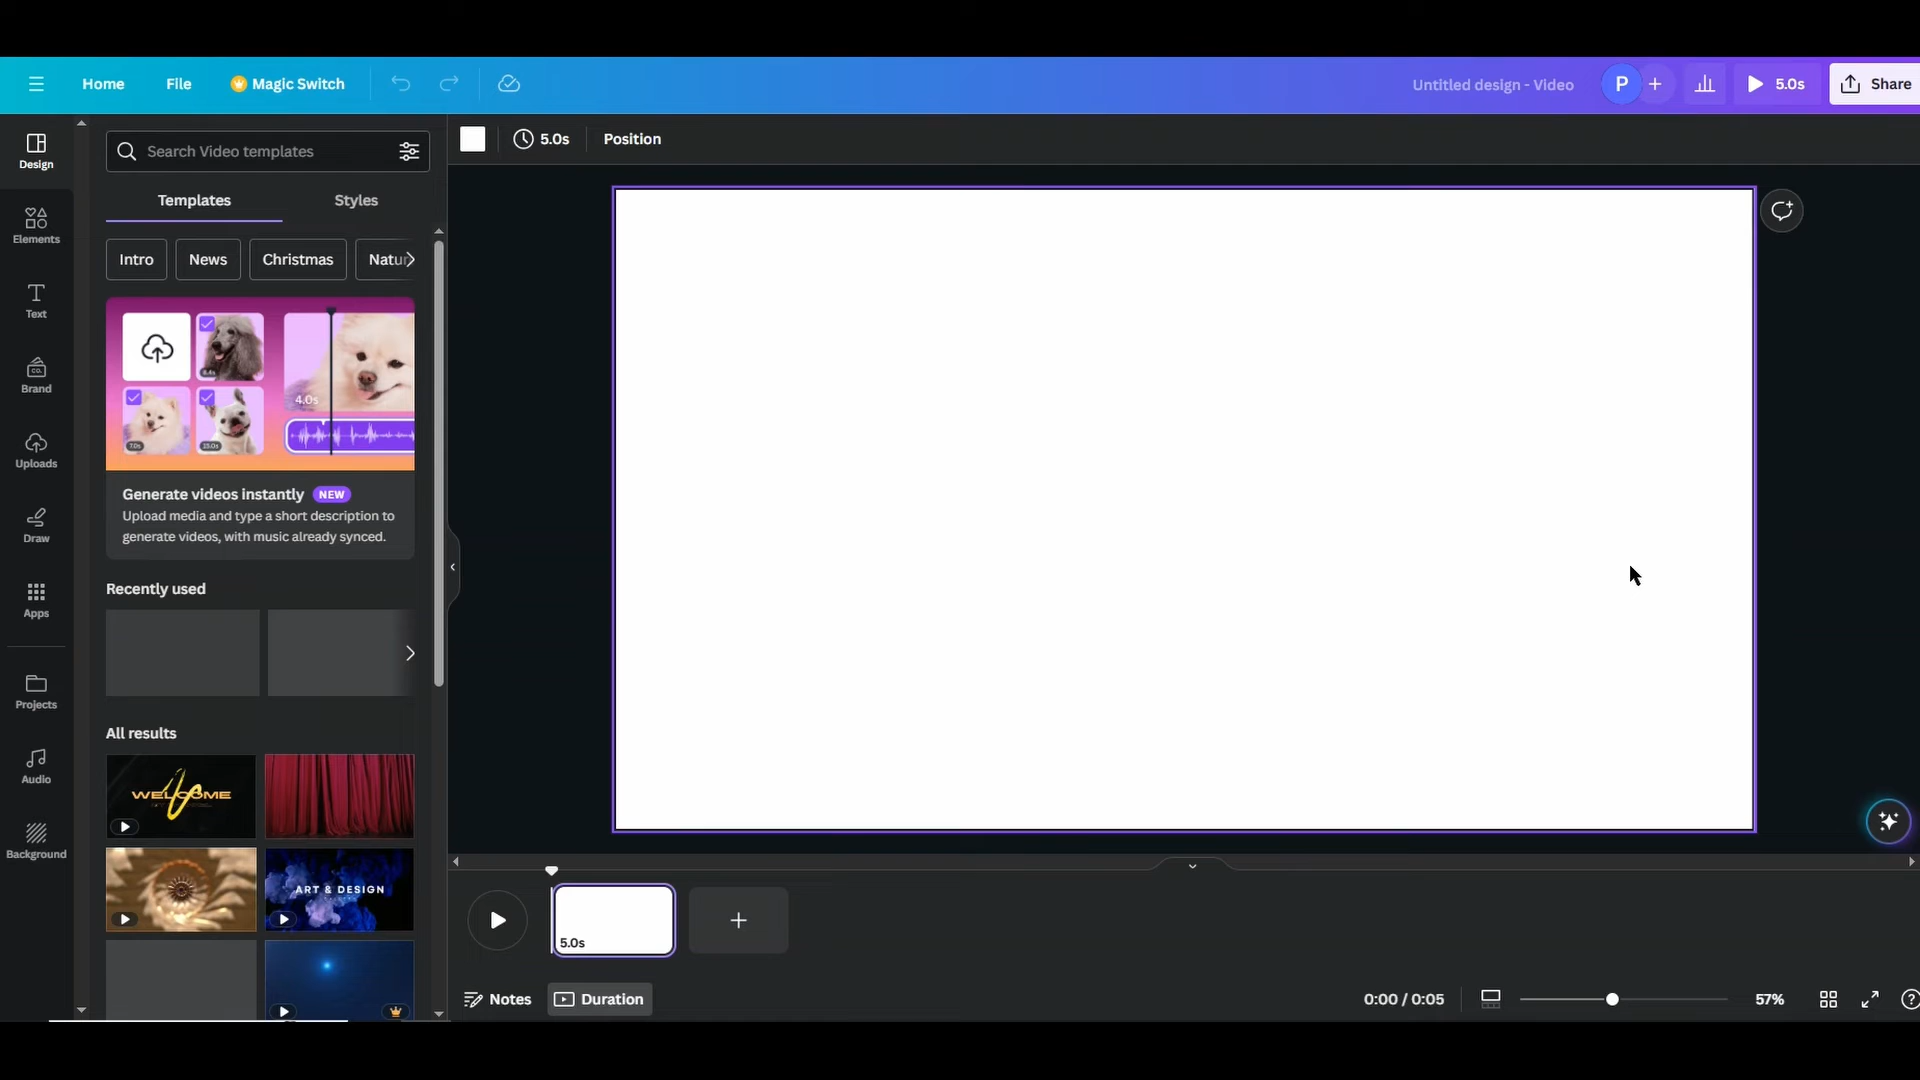 Home
File
Magic Switch
Untitled design - Video
P
5.0s
Share
Design
Elements
Text
Brand
Uploads
Draw
Apps
Projects
Audio
Background
Search Video templates
Templates
Styles
Intro
News
Christmas
4.0s
Generate videos instantly NEW
Upload media and type a short description to
generate videos, with music already synced.
Recently used
All results
WELCOME
ART & DESIGN
5.0s
Position
5.0s
Notes
Duration
0:00 / 0:05
57%